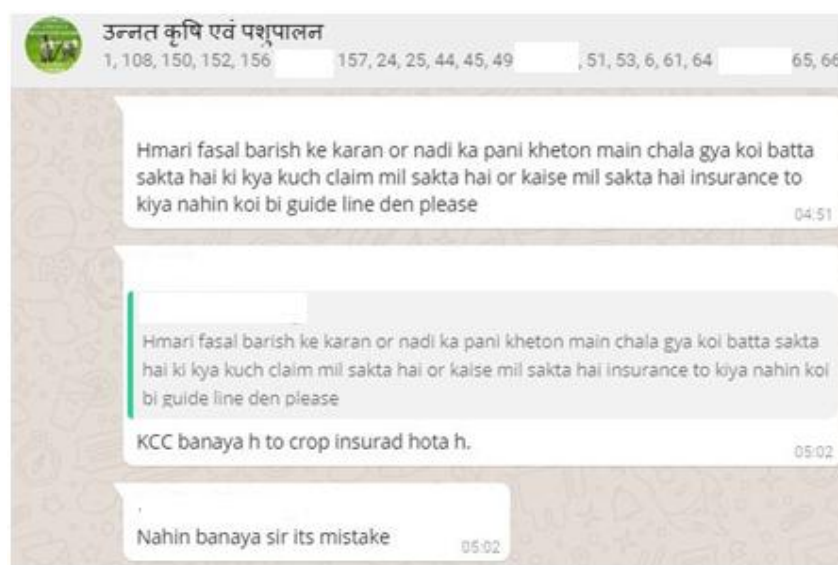 उन्नत कृषि एवं पशुपालन
1, 108, 150, 152, 156 157, 24, 25, 44, 45, 49 , 51, 53, 6, 61, 64 65, 66
Hmari fasal barish ke karan or nadi ka pani kheton main chala gya koi batta
sakta hai ki kya kuch claim mil sakta hai or kaise mil sakta hai insurance to
kiya nahin koi bi guide line den please
04:51
Hmari fasal barish ke karan or nadi ka pani kheton main chala gya koi batta sakta
hai ki kya kuch claim mil sakta hai or kaise mil sakta hai insurance to kiya nahin koi
bi guide line den please
KCC banaya h to crop insurad hota h.
05:02
Nahin banaya sir its mistake
05:02